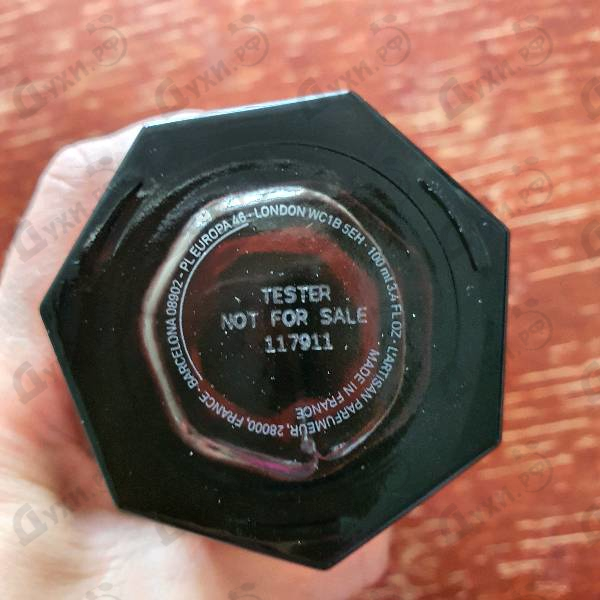 TESTER
NOT FOR SALE
117911
100 ml 3.4 FL OZ - L'ARTISAN PARFUMEUR, 28000, FRANCE - BARCELONA 08902 - PL EUROPA 46 - LONDON WC1B 5EH -
MADE IN FRANCE
Духи.рф